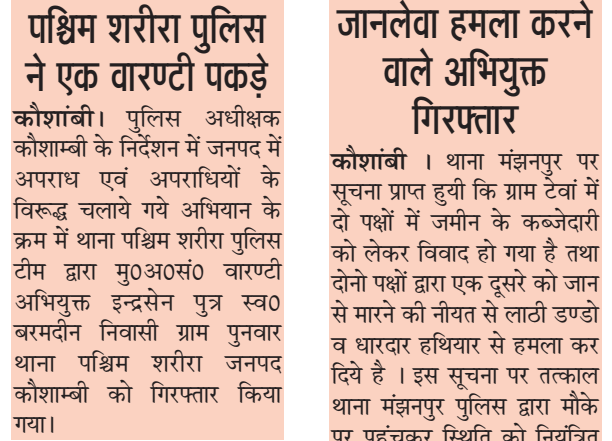 पश्चिम शरीरा पुलिस
ने एक वारण्टी पकड़े
कौशांबी। पुलिस अधीक्षक
कौशाम्बी के निर्देशन में जनपद में
अपराध एवं अपराधियों के
विरूद्ध चलाये गये अभियान के
क्रम में थाना पश्चिम शरीरा पुलिस
टीम द्वारा मु0अ0सं0 वारण्टी
अभियुक्त इन्द्रसेन पुत्र स्व0
बरमदीन निवासी ग्राम पुनवार
थाना पश्चिम शरीरा जनपद
कौशाम्बी को गिरफ्तार किया
गया।
जानलेवा हमला करने
वाले अभियुक्त
गिरफ्तार
कौशांबी । थाना मंझनपुर पर
सूचना प्राप्त हुयी कि ग्राम टेवां में
दो पक्षों में जमीन के कब्जेदारी
को लेकर विवाद हो गया है तथा
दोनो पक्षों द्वारा एक दूसरे को जान
से मारने की नीयत से लाठी डण्डो
व धारदार हथियार से हमला कर
दिये है । इस सूचना पर तत्काल
थाना मंझनपुर पुलिस द्वारा मौके
पर पहुंचकर स्थिति को नियंत्रित